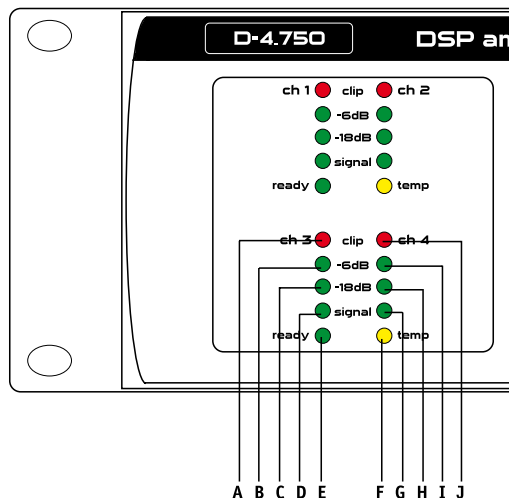 D-4.750 DSP am
ch 1 clip ch 2
-6dB
-18dB
signal
ready temp
ch 3 clip ch 4
-6dB
-18dB
signal
ready temp
A B C D E F G H I J